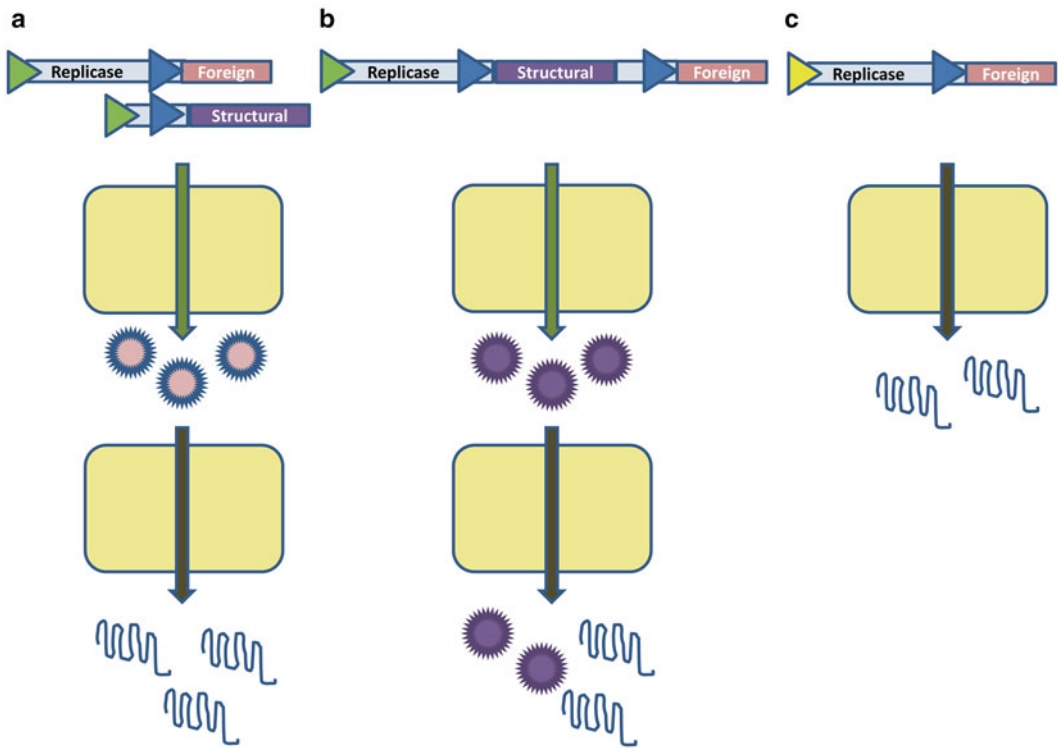 a
b
c
Replicase Foreign
Structural
Replicase Structural Foreign
Replicase Foreign